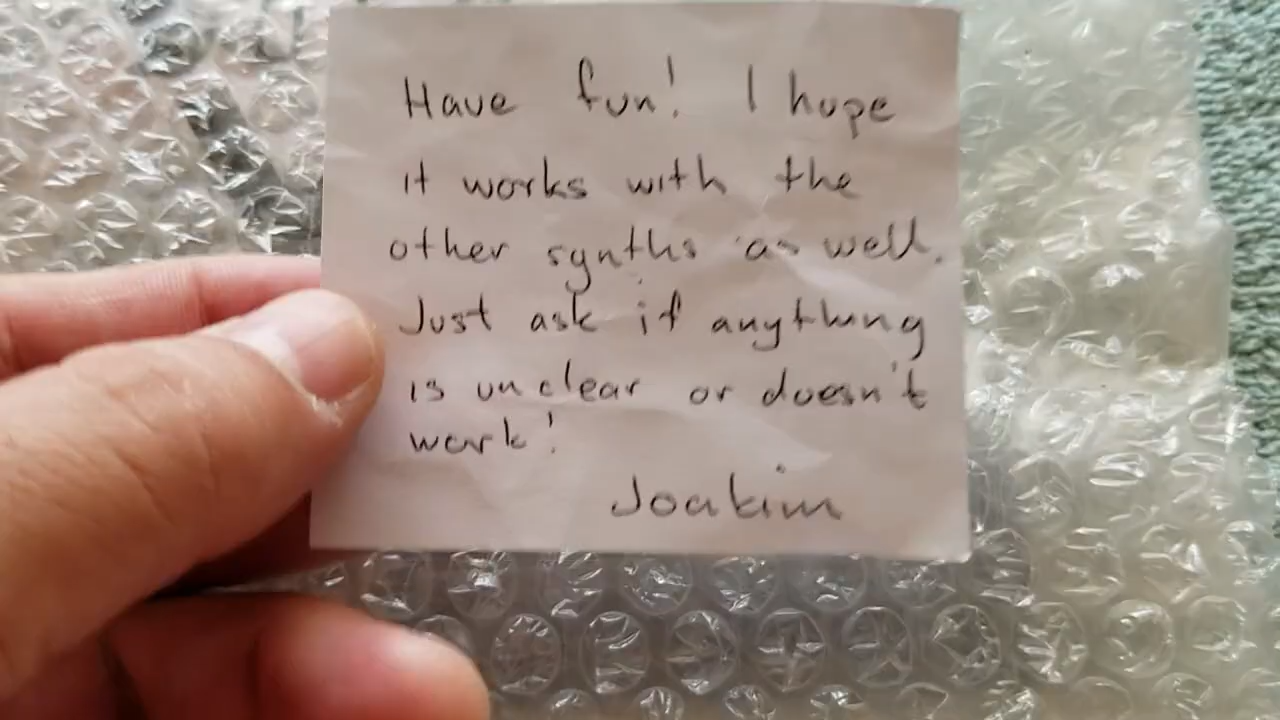 Have fun! I hope
it works with the
other synths as well.
Just ask if anything
is unclear or doesn't
work!
Joakim